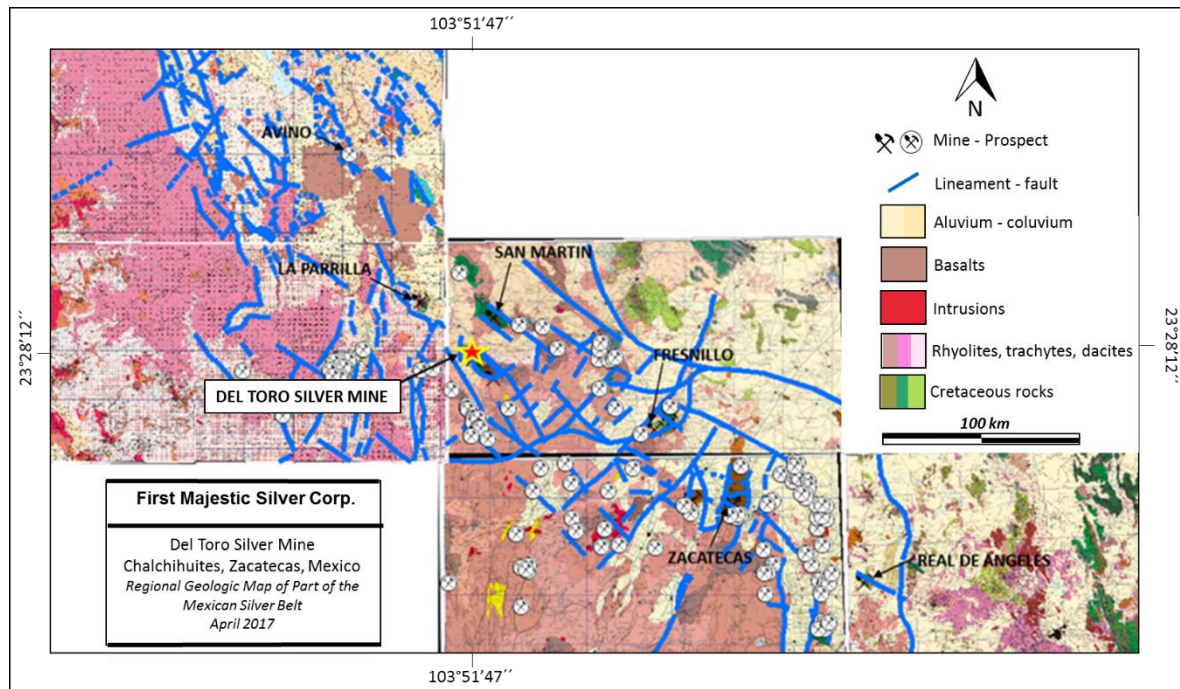 103°51’47´´
N
Mine - Prospect
Lineament - fault
Aluvium - coluvium
Basalts
Intrusions
Rhyolites, trachytes, dacites
Cretaceous rocks
100 km
AVINO
SAN MARTIN
LA PARRILLA
23°28’12´´
23°28’12´´
FRESNILLO
DEL TORO SILVER MINE
ZACATECAS
REAL DE ANGELES
First Majestic Silver Corp.
Del Toro Silver Mine
Chalchihuites, Zacatecas, Mexico
Regional Geologic Map of Part of the
Mexican Silver Belt
April 2017
103°51’47´´